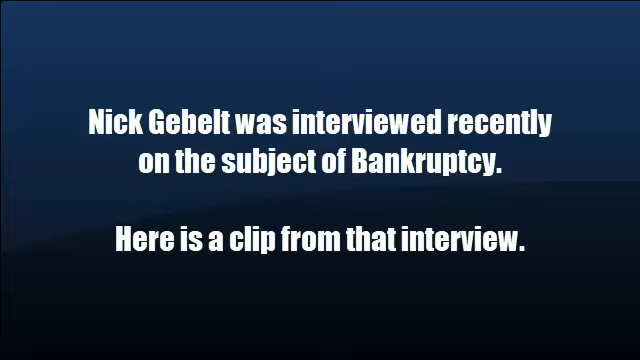 Nick Gebelt was interviewed recently
on the subject of Bankruptcy.
Here is a clip from that interview.